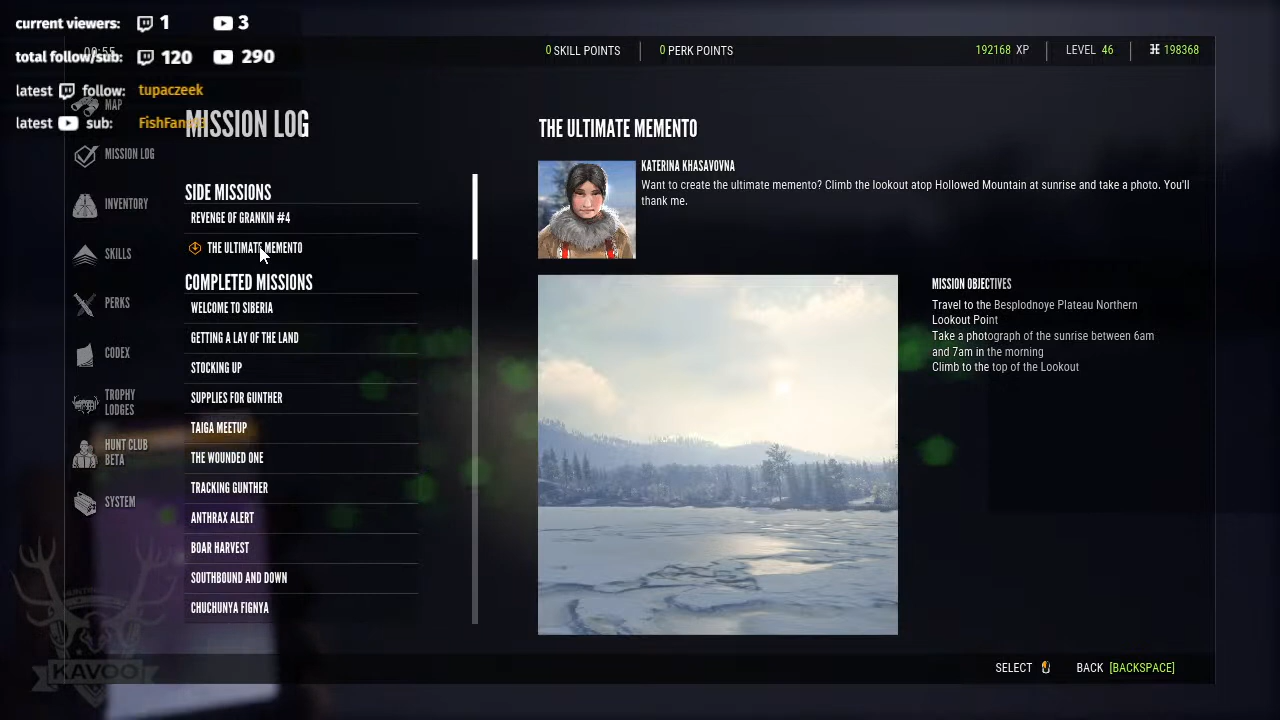 current viewers: 1 3
00:55
0 SKILL POINTS
0 PERK POINTS
192168 XP
LEVEL 46
198368
total follow/sub: 120 290
latest follow: tupaczeek
latest sub:
MAP
MISSION LOG
INVENTORY
SKILLS
PERKS
CODEX
TROPHY
LODGES
HUNT CLUB
BETA
SYSTEM
MISSION LOG
SIDE MISSIONS
REVENGE OF GRANKIN #4
THE ULTIMATE MEMENTO
COMPLETED MISSIONS
WELCOME TO SIBERIA
GETTING A LAY OF THE LAND
STOCKING UP
SUPPLIES FOR GUNTHER
TAIGA MEETUP
THE WOUNDED ONE
TRACKING GUNTHER
ANTHRAX ALERT
BOAR HARVEST
SOUTHBOUND AND DOWN
CHUCHUNYA FIGNYA
THE ULTIMATE MEMENTO
KATERINA KHASAVOVNA
Want to create the ultimate memento? Climb the lookout atop Hollowed Mountain at sunrise and take a photo. You'll
thank me.
MISSION OBJECTIVES
Travel to the Besplodnoye Plateau Northern
Lookout Point
Take a photograph of the sunrise between 6am
and 7am in the morning
Climb to the top of the Lookout
KAVOO
SELECT
BACK [BACKSPACE]